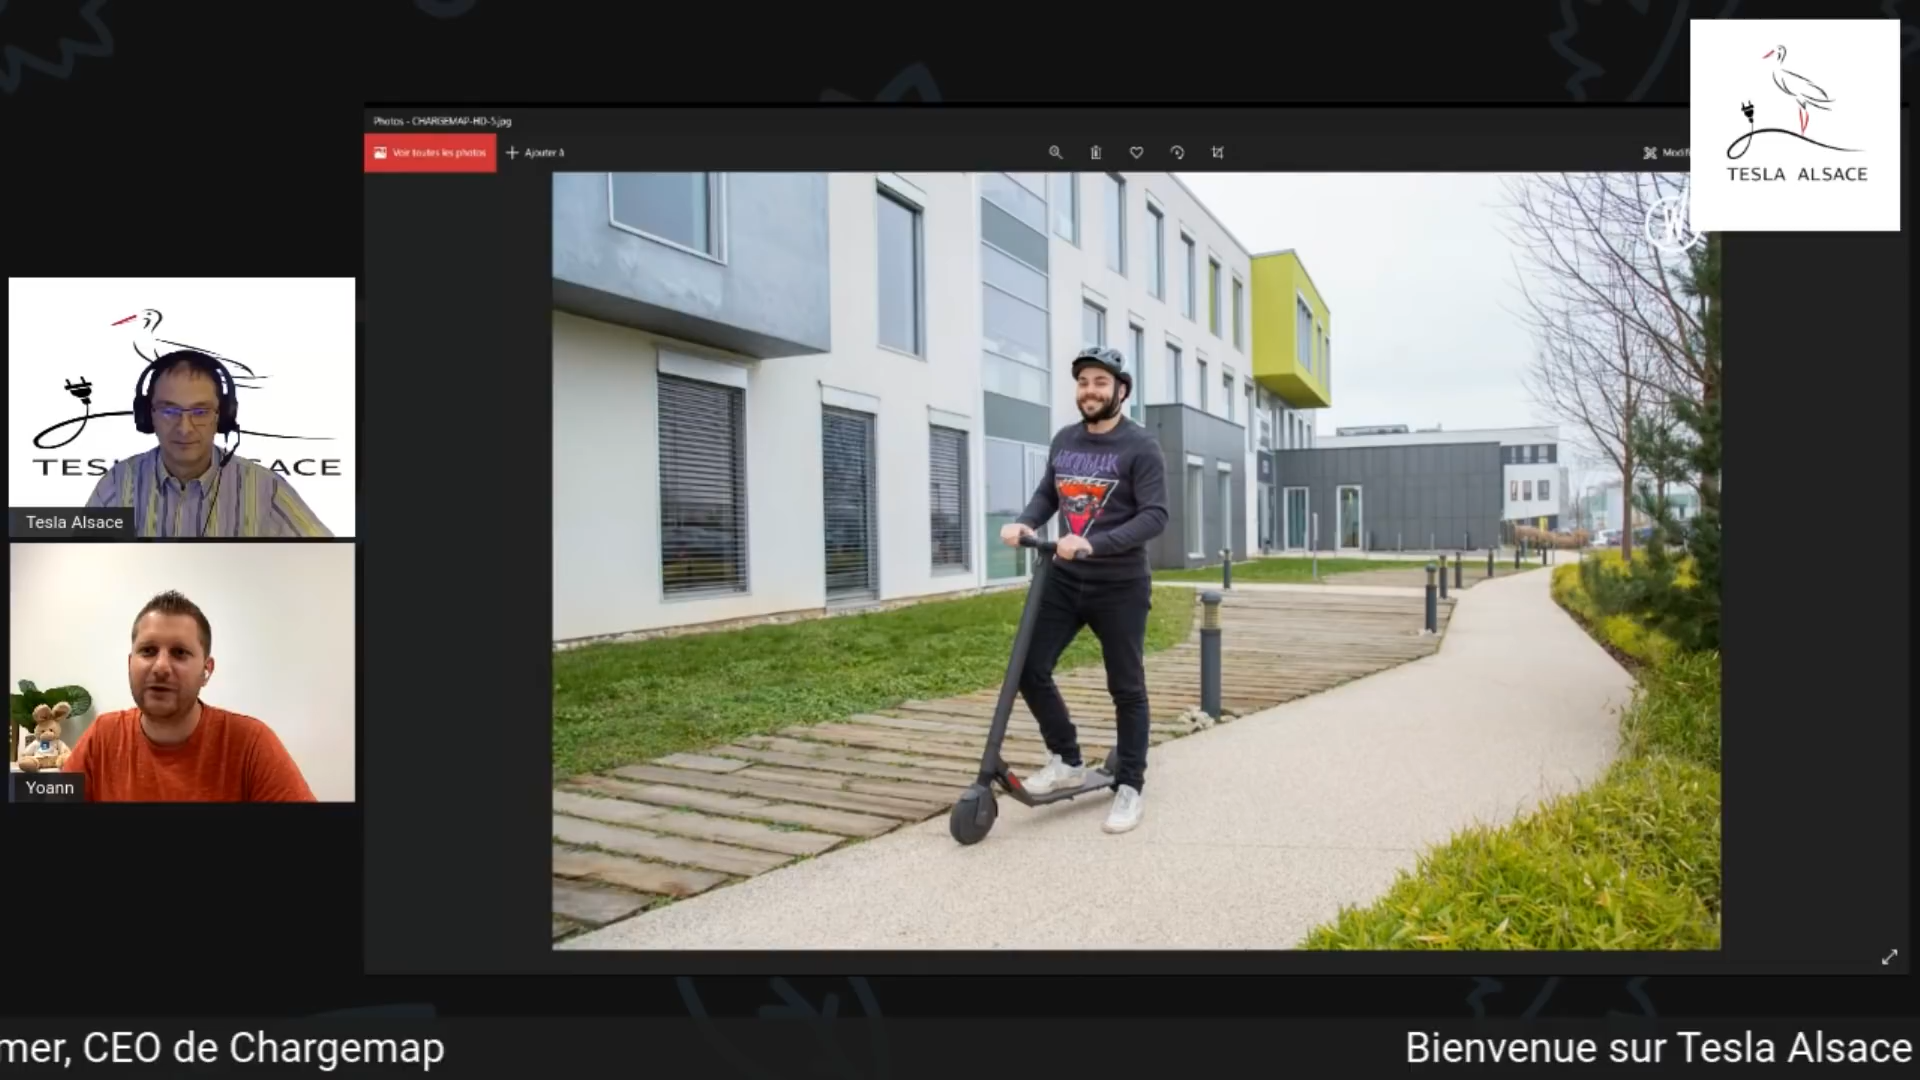 Photos - CHARGEMAP-HD-5.jpg
Voir toutes les photos
Ajouter à
TESLA ALSACE
Tesla Alsace
Yoann
mer, CEO de Chargemap
Bienvenue sur Tesla Alsace